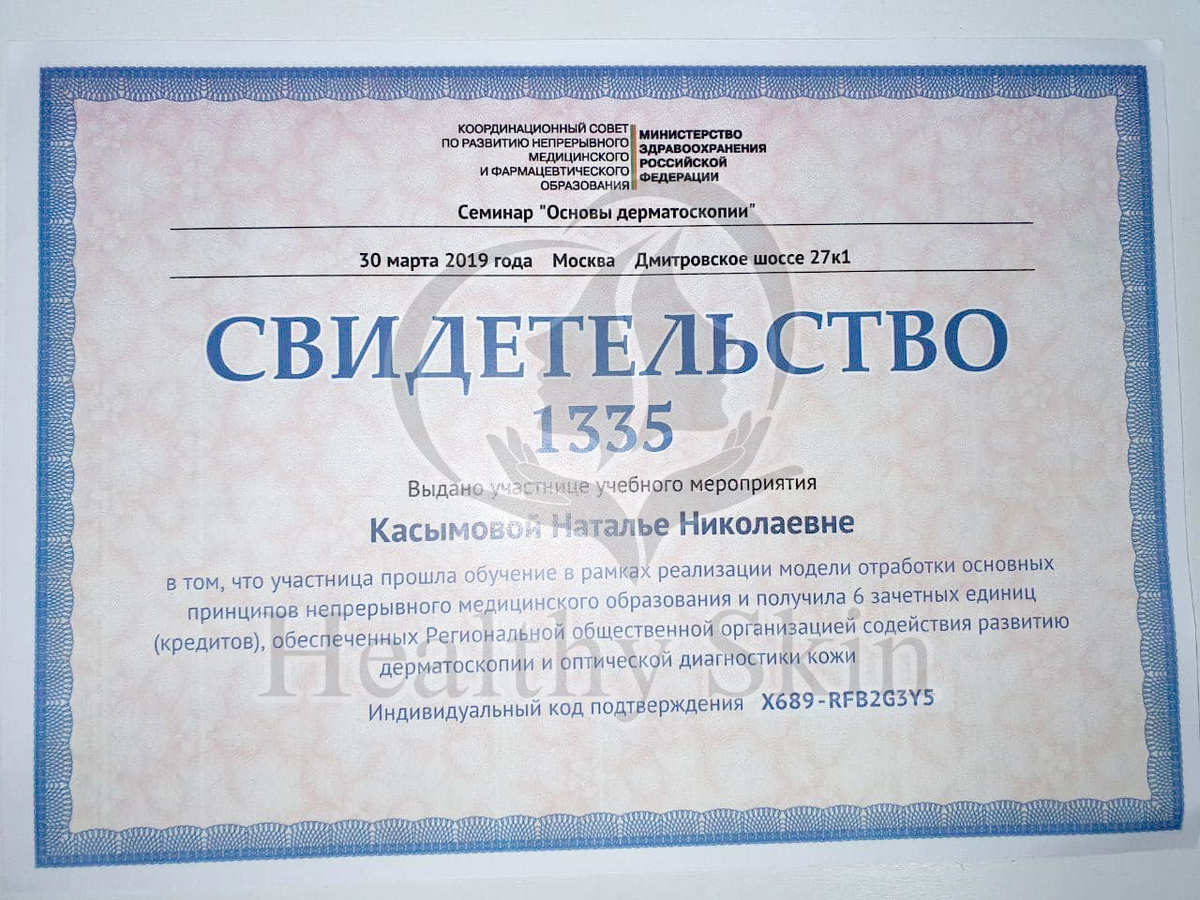 КООРДИНАЦИОННЫЙ СОВЕТ
ПО РАЗВИТИЮ НЕПРЕРЫВНОГО
МЕДИЦИНСКОГО
И ФАРМАЦЕВТИЧЕСКОГО
ОБРАЗОВАНИЯ
МИНИСТЕРСТВО
ЗДРАВООХРАНЕНИЯ
РОССИЙСКОЙ
ФЕДЕРАЦИИ
Семинар "Основы дерматоскопии"
30 марта 2019 года Москва Дмитровское шоссе 27к1
СВИДЕТЕЛЬСТВО
1335
Выдано участнице учебного мероприятия
Касымовой Наталье Николаевне
в том, что участница прошла обучение в рамках реализации модели отработки основных
принципов непрерывного медицинского образования и получила 6 зачетных единиц
(кредитов), обеспеченных Региональной общественной организацией содействия развитию
дерматоскопии и оптической диагностики кожи
Healthy Skin
Индивидуальный код подтверждения X689-RFB2G3Y5